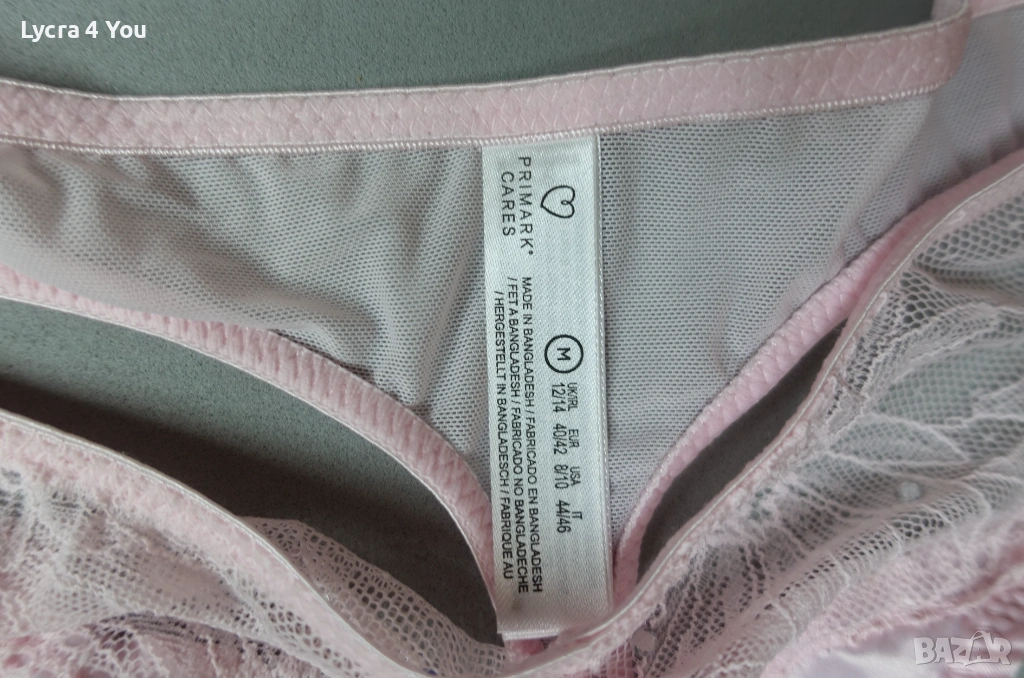 Lycra 4 You
PRIMARK®
CARES
M
UK/IRL EUR USA IT
12/14 40/42 8/10 44/46
MADE IN BANGLADESH / FABRICADO EN BANGLADESH
/ FET A BANGLADESH / FABRICADO NO BANGLADECHE
/ HERGESTELLT IN BANGLADESCH / FABRIQUE AU
BAZAR